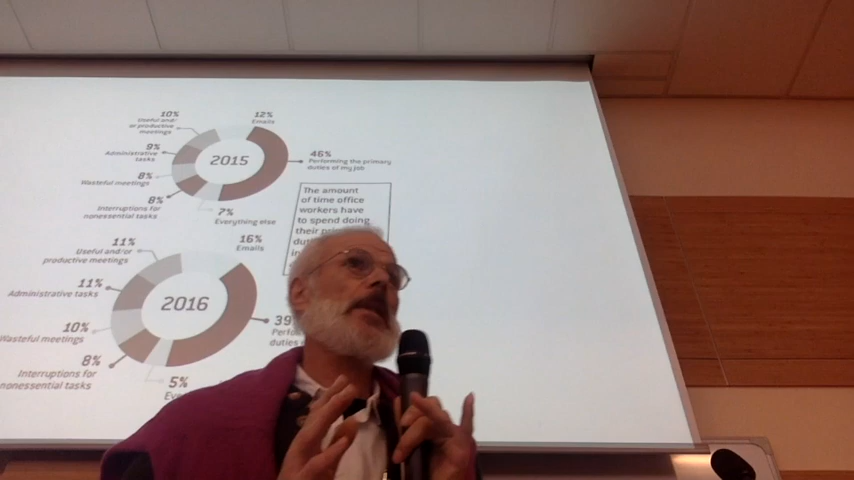 10%
Useful and/
or productive
meetings
12%
Emails
9%
Administrative
tasks
2015
46%
Performing the primary
duties of my job
8%
Wasteful meetings
8%
Interruptions for
nonessential tasks
7%
Everything else
The amount
of time office
workers have
to spend doing
their
11%
Useful and/or
productive meetings
16%
Emails
11%
Administrative tasks
2016
39
duties
10%
Wasteful meetings
8%
Interruptions for
nonessential tasks
5%